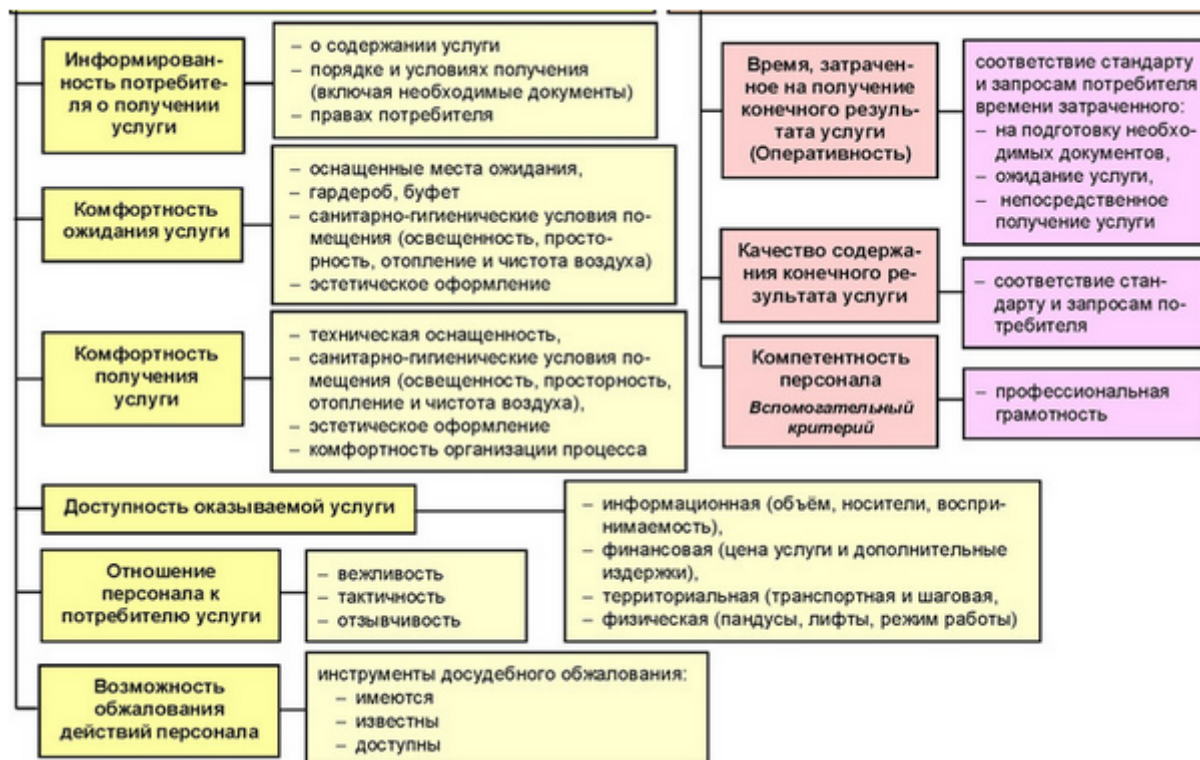 Информирован-
ность потребите-
ля о получении
услуги
– о содержании услуги
– порядке и условиях получения
(включая необходимые документы)
– правах потребителя
Комфортность
ожидания услуги
– оснащенные места ожидания,
– гардероб, буфет
– санитарно-гигиенические условия по-
мещения (освещенность, просто-
рность, отопление и чистота воздуха)
– эстетическое оформление
Комфортность
получения
услуги
– техническая оснащенность,
– санитарно-гигиенические условия по-
мещения (освещенность, просторность,
отопление и чистота воздуха),
– эстетическое оформление
– комфортность организации процесса
Доступность оказываемой услуги
– информационная (объём, носители, воспри-
нимаемость),
– финансовая (цена услуги и дополнительные
издержки),
– территориальная (транспортная и шаговая,
– физическая (пандусы, лифты, режим работы)
Отношение
персонала к
потребителю услуги
– вежливость
– тактичность
– отзывчивость
Возможность
обжалования
действий персонала
инструменты досудебного обжалования:
– имеются
– известны
– доступны
Время, затрачен-
ное на получение
конечного резуль-
тата услуги
(Оперативность)
соответствие стандарту
и запросам потребителя
времени затраченного:
– на подготовку необхо-
димых документов,
– ожидание услуги,
– непосредственное
получение услуги
Качество содержа-
ния конечного ре-
зультата услуги
– соответствие стан-
дарту и запросам по-
требителя
Компетентность
персонала
Вспомогательный
критерий
– профессиональная
грамотность